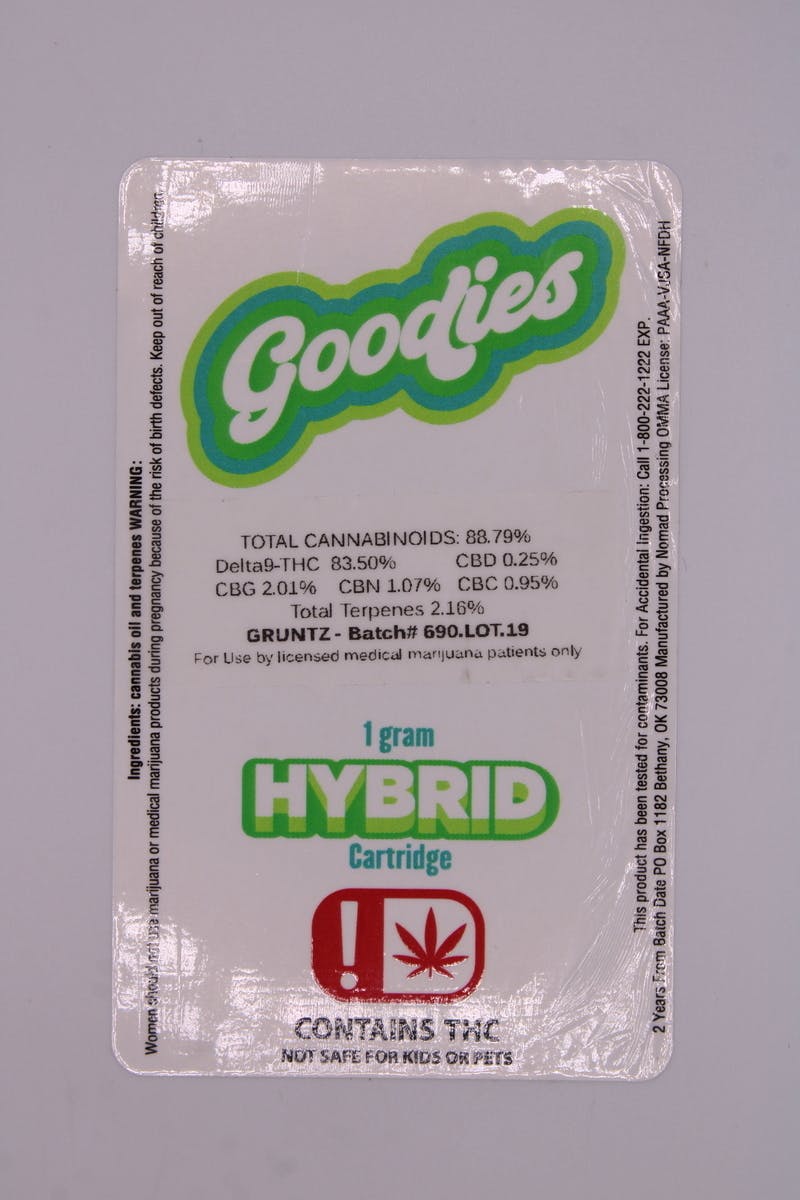 Goodies
TOTAL CANNABINOIDS: 88.79%
Delta9-THC 83.50% CBD 0.25%
CBG 2.01% CBN 1.07% CBC 0.95%
Total Terpenes 2.16%
GRUNTZ - Batch# 690.LOT.19
For Use by licensed medical marijuana patients only
1 gram
HYBRID
Cartridge
!
CONTAINS THC
NOT SAFE FOR KIDS OR PETS
Ingredients: cannabis oil and terpenes WARNING:
Women should not use marijuana or medical marijuana products during pregnancy because of the risk of birth defects. Keep out of reach of children.
This product has been tested for contaminants. For Accidental Ingestion: Call 1-800-222-1222 EXP.
2 Years From Batch Date PO Box 1182 Bethany, OK 73008 Manufactured by Nomad Processing OMMA License: